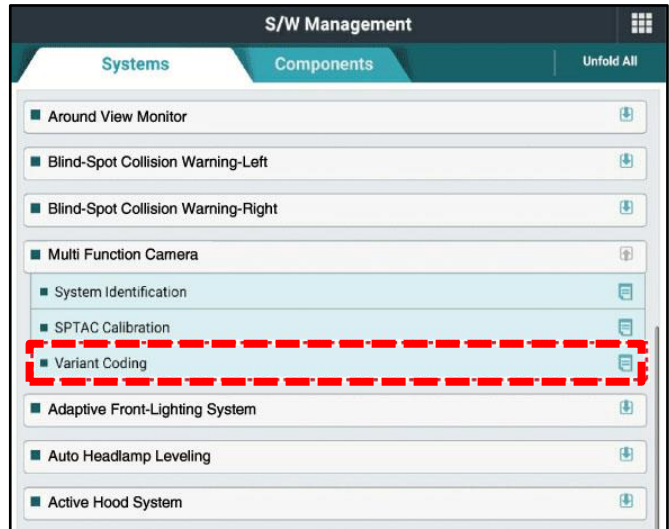 S/W Management
Systems
Components
Unfold All
Around View Monitor
Blind-Spot Collision Warning-Left
Blind-Spot Collision Warning-Right
Multi Function Camera
System Identification
SPTAC Calibration
Variant Coding
Adaptive Front-Lighting System
Auto Headlamp Leveling
Active Hood System